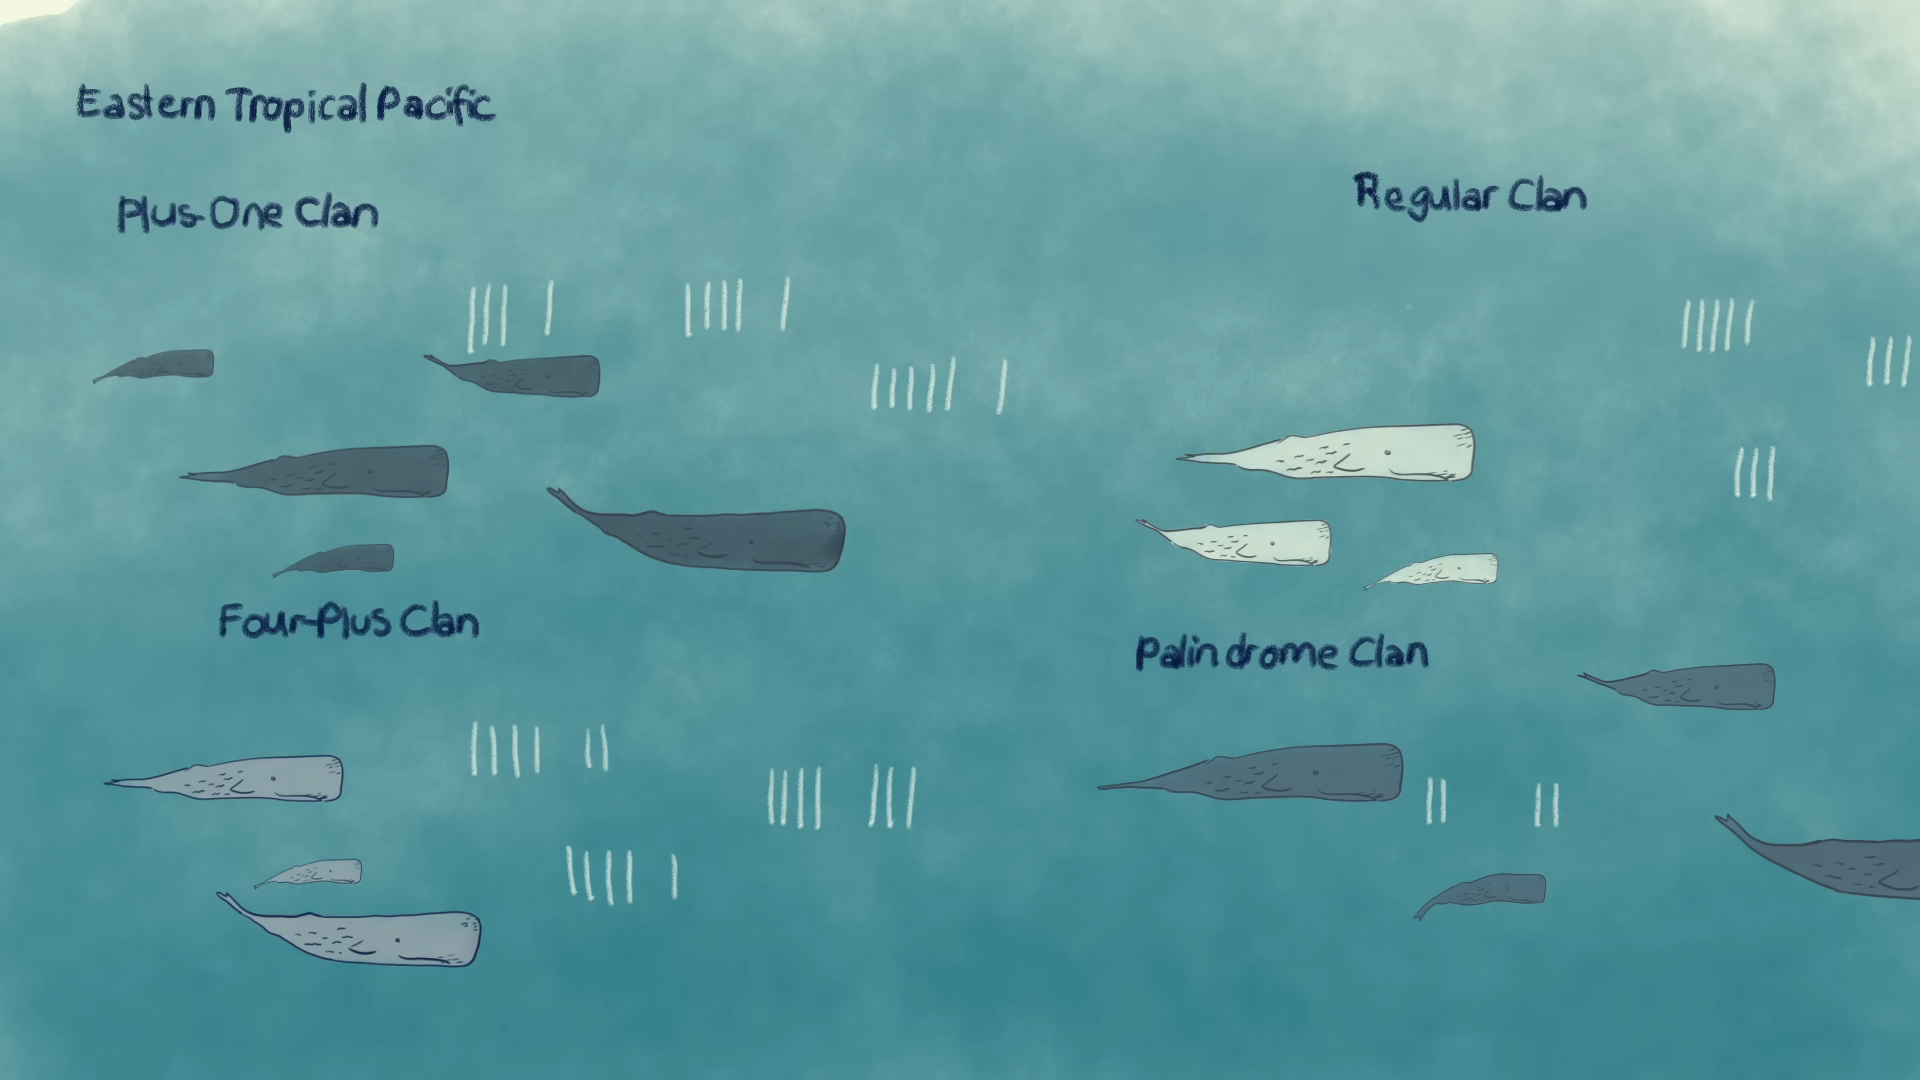 Eastern Tropical Pacific
Plus-One Clan
Regular Clan
Four-Plus Clan
Palindrome Clan